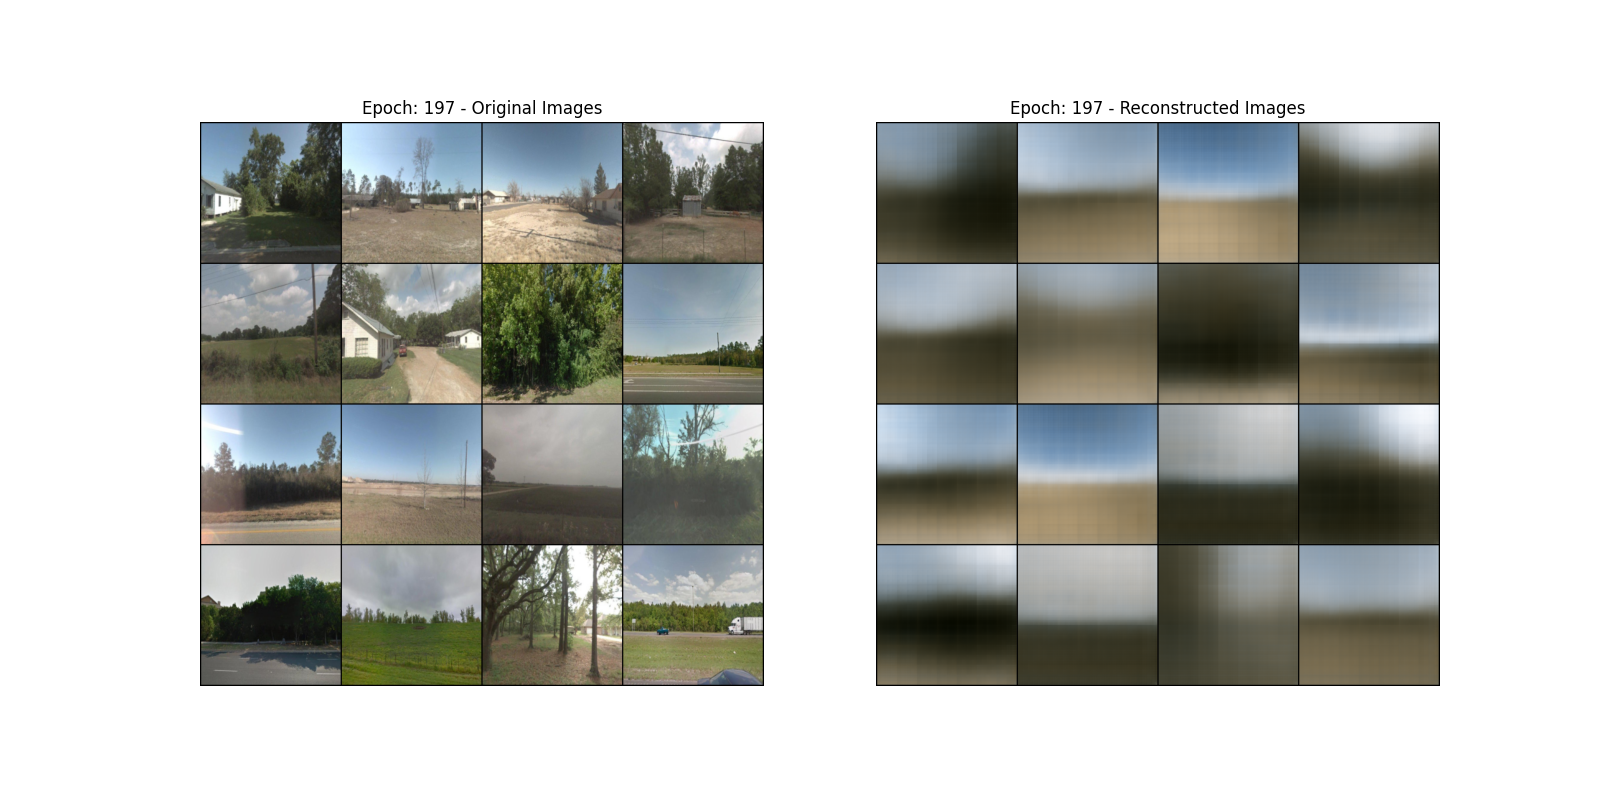 Epoch: 197 - Original Images
Epoch: 197 - Reconstructed Images